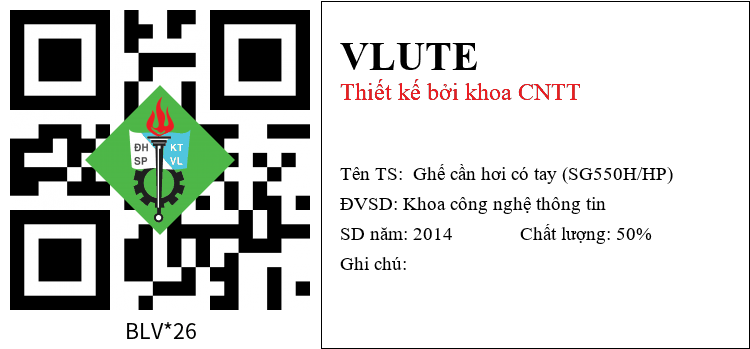 ĐH KT
SP VL
BLV*26
VLUTE
Thiết kế bởi khoa CNTT
Tên TS: Ghế cần hơi có tay (SG550H/HP)
ĐVSD: Khoa công nghệ thông tin
SD năm: 2014 Chất lượng: 50%
Ghi chú: